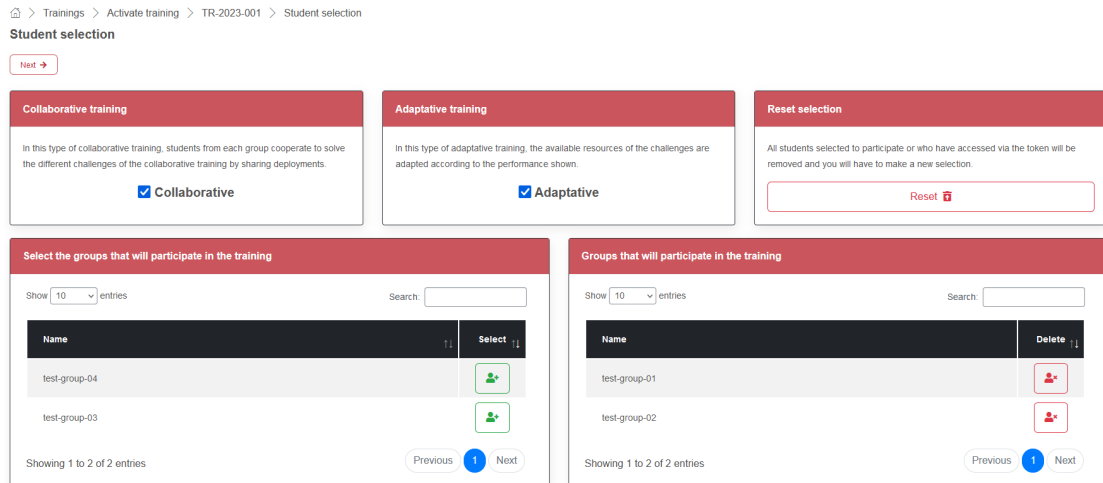 Trainings > Activate training > TR-2023-001 > Student selection
Student selection
Next →
Collaborative training
In this type of collaborative training, students from each group cooperate to solve
the different challenges of the collaborative training by sharing deployments.
Collaborative
Adaptative training
In this type of adaptative training, the available resources of the challenges are
adapted according to the performance shown.
Adaptative
Reset selection
All students selected to participate or who have accessed via the token will be
removed and you will have to make a new selection.
Reset
Select the groups that will participate in the training
Show 10 entries Search:
Name Select
test-group-04
test-group-03
Showing 1 to 2 of 2 entries Previous 1 Next
Groups that will participate in the training
Show 10 entries Search:
Name Delete
test-group-01
test-group-02
Showing 1 to 2 of 2 entries Previous 1 Next